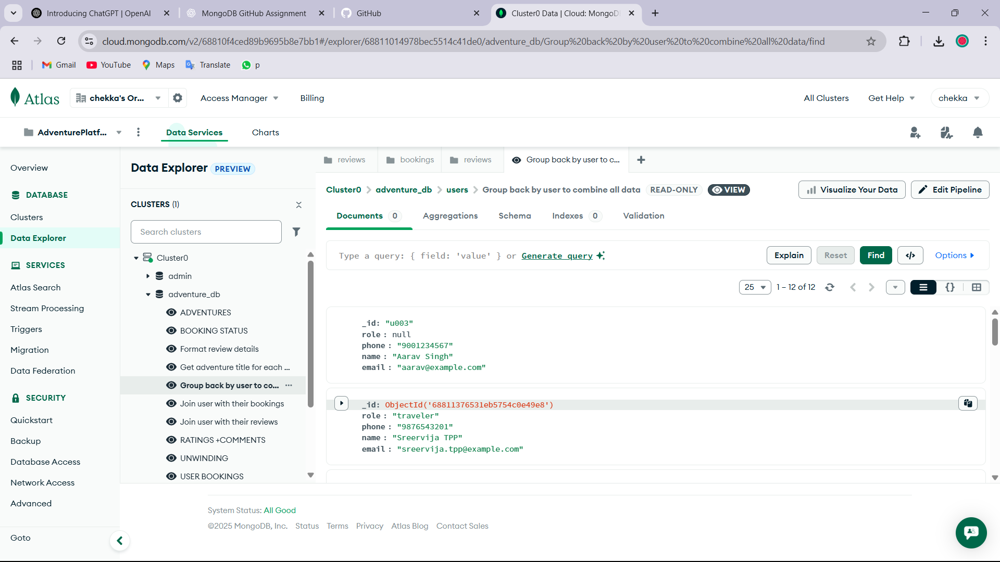 Introducing ChatGPT | OpenAI
MongoDB GitHub Assignment
GitHub
Cluster0 Data | Cloud: MongoD
cloud.mongodb.com/v2/68810f4ced89b9695b8e7bb1#/explorer/68811014978bec5514c41de0/adventure_db/Group%20back%20by%20user%20to%20combine%20all%20data/find
Gmail
YouTube
Maps
Translate
p
Atlas
chekka's Or...
Access Manager
Billing
All Clusters
Get Help
chekka
AdventurePlatf...
Data Services
Charts
Overview
DATABASE
Clusters
Data Explorer
SERVICES
Atlas Search
Stream Processing
Triggers
Migration
Data Federation
SECURITY
Quickstart
Backup
Database Access
Network Access
Advanced
Goto
Data Explorer PREVIEW
CLUSTERS (1)
Search clusters
Cluster0
admin
adventure_db
ADVENTURES
BOOKING STATUS
Format review details
Get adventure title for each ...
Group back by user to co...
Join user with their bookings
Join user with their reviews
RATINGS +COMMENTS
UNWINDING
USER BOOKINGS
reviews
bookings
reviews
Group back by user to c...
Cluster0 > adventure_db > users > Group back by user to combine all data READ-ONLY VIEW
Visualize Your Data
Edit Pipeline
Documents 0
Aggregations
Schema
Indexes 0
Validation
Type a query: { field: 'value' } or Generate query
Explain
Reset
Find
</>
Options
25
1 – 12 of 12
{}
_id: "u003"
role : null
phone : "9001234567"
name : "Aarav Singh"
email : "aarav@example.com"
_id: ObjectId('68811376531eb5754c0e49e8')
role : "traveler"
phone : "9876543201"
name : "Sreervija TPP"
email : "sreervija.tpp@example.com"
System Status: All Good
©2025 MongoDB, Inc. Status Terms Privacy Atlas Blog Contact Sales